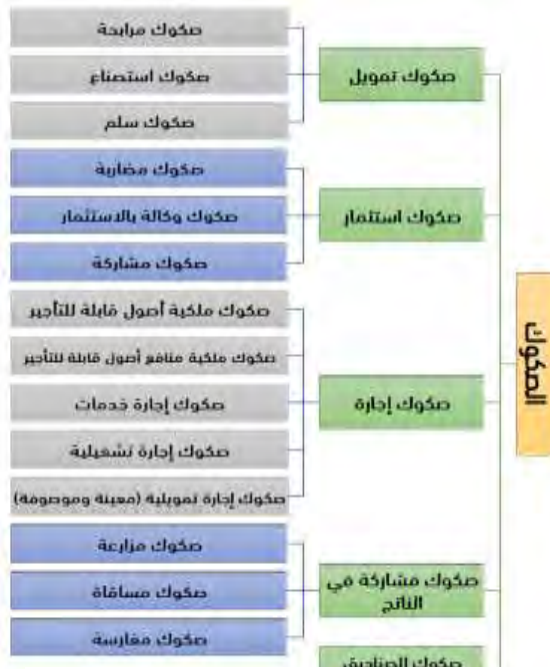 الصكوك
صكوك تمويل
صكوك مرابحة
صكوك استصناع
صكوك سلم
صكوك استثمار
صكوك مضاربة
صكوك وكالة بالاستثمار
صكوك مشاركة
صكوك إجارة
صكوك ملكية أصول قابلة للتأجير
صكوك ملكية منافع أصول قابلة للتأجير
صكوك إجارة خدمات
صكوك إجارة تشغيلية
صكوك إجارة تمويلية (معينة وموصوفة)
صكوك مشاركة في
الناتج
صكوك مزارعة
صكوك مساقاة
صكوك مغارسة
صكوك الصناديق